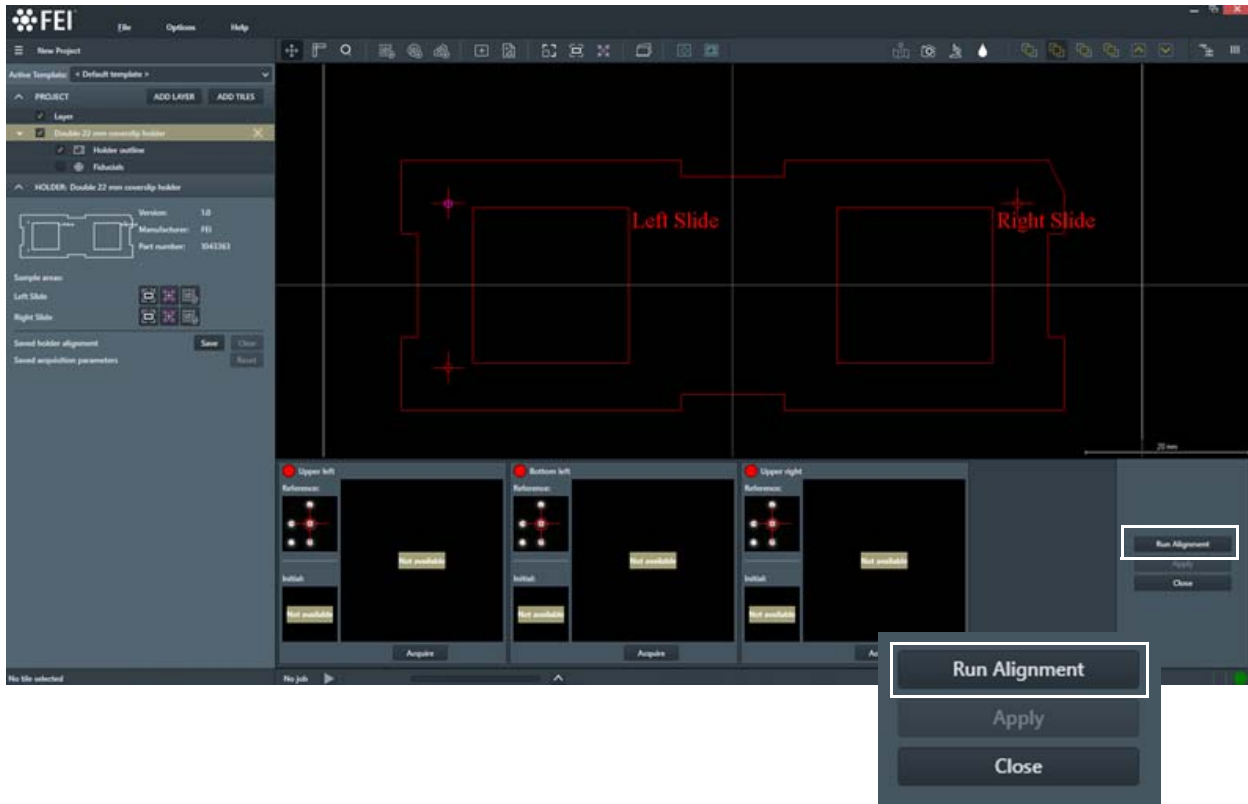 FEI
File Options Help
New Project
Active Template: < Default template >
PROJECT ADD LAYER ADD TILES
Layer
Double 22 mm coverslip holder
Holder outline
Fiducials
HOLDER: Double 22 mm coverslip holder
Version: 1.0
Manufacturer: FEI
Part number: 1043363
Sample areas:
Left Slide
Right Slide
Saved holder alignment Save Clear
Saved acquisition parameters Reset
Left Slide
Right Slide
20 mm
Upper left
Reference:
Not available
Initial:
Not available
Acquire
Bottom left
Reference:
Not available
Initial:
Not available
Acquire
Upper right
Reference:
Not available
Initial:
Not available
Run Alignment
Apply
Close
No tile selected
No job
Run Alignment
Apply
Close